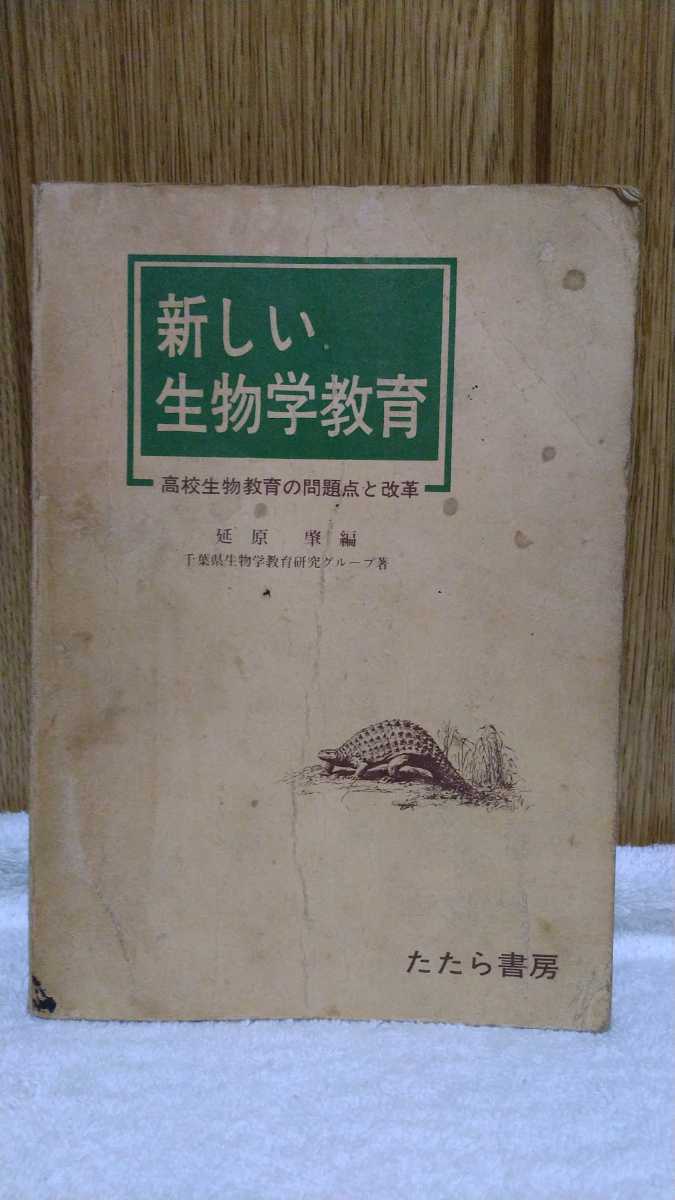 新しい
生物学教育
高校生物教育の問題点と改革
延原 肇編
千葉県生物学教育研究グループ著
たたら書房